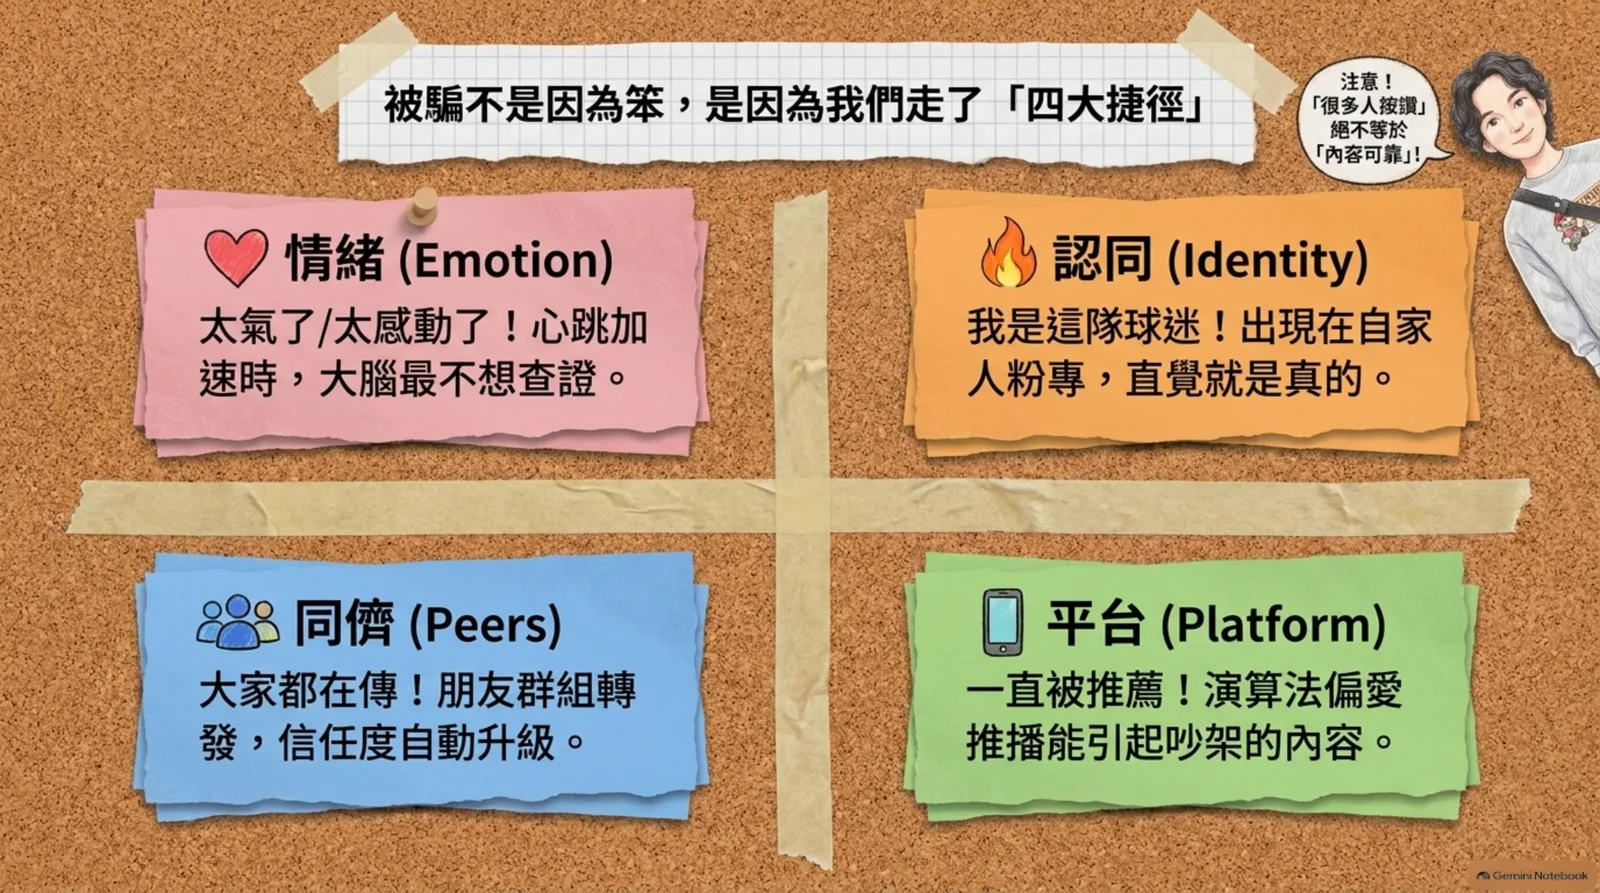 被騙不是因為笨，是因為我們走了「四大捷徑」
注意！
「很多人按讚」
絕不等於
「內容可靠」！
情緒 (Emotion)
太氣了/太感動了！心跳加
速時，大腦最不想查證。
認同 (Identity)
我是這隊球迷！出現在自家
人粉專，直覺就是真的。
同儕 (Peers)
大家都在傳！朋友群組轉
發，信任度自動升級。
平台 (Platform)
一直被推薦！演算法偏愛
推播能引起吵架的內容。
Gemini Notebook